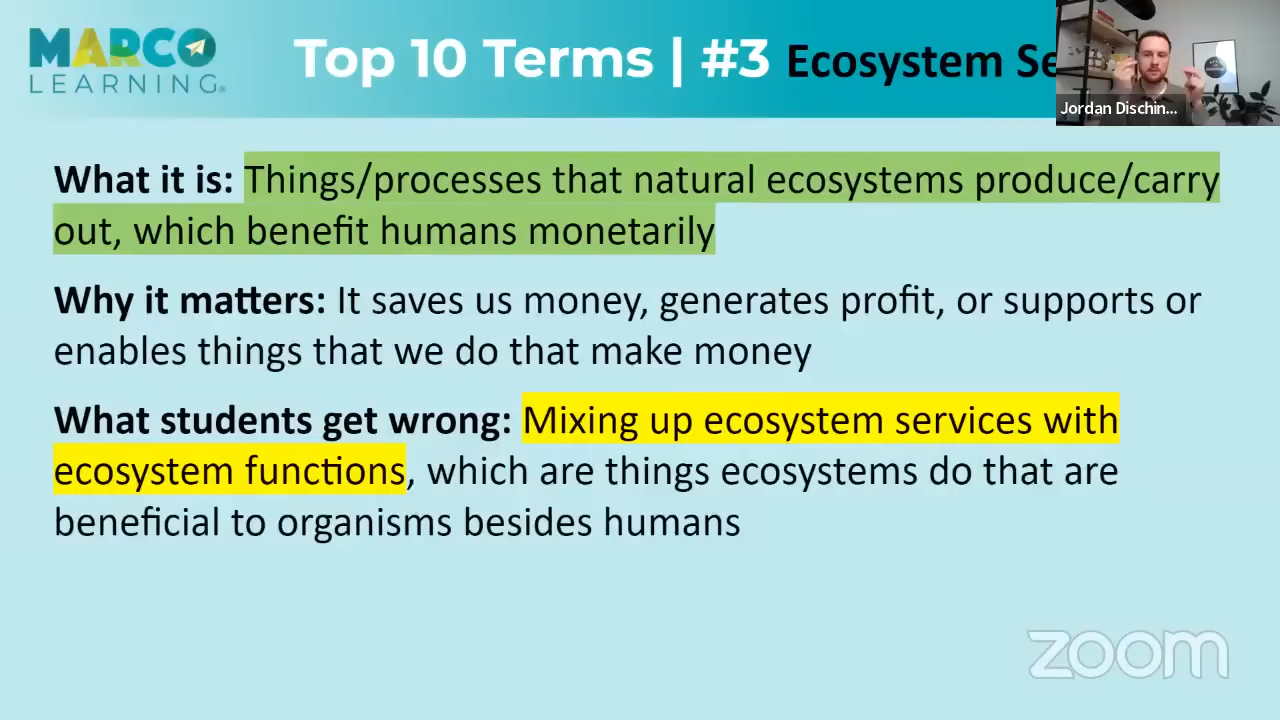 MARCO
LEARNING®
Top 10 Terms | #3 Ecosystem Se
Jordan Dischin...
What it is: Things/processes that natural ecosystems produce/carry
out, which benefit humans monetarily
Why it matters: It saves us money, generates profit, or supports or
enables things that we do that make money
What students get wrong: Mixing up ecosystem services with
ecosystem functions, which are things ecosystems do that are
beneficial to organisms besides humans
zoom